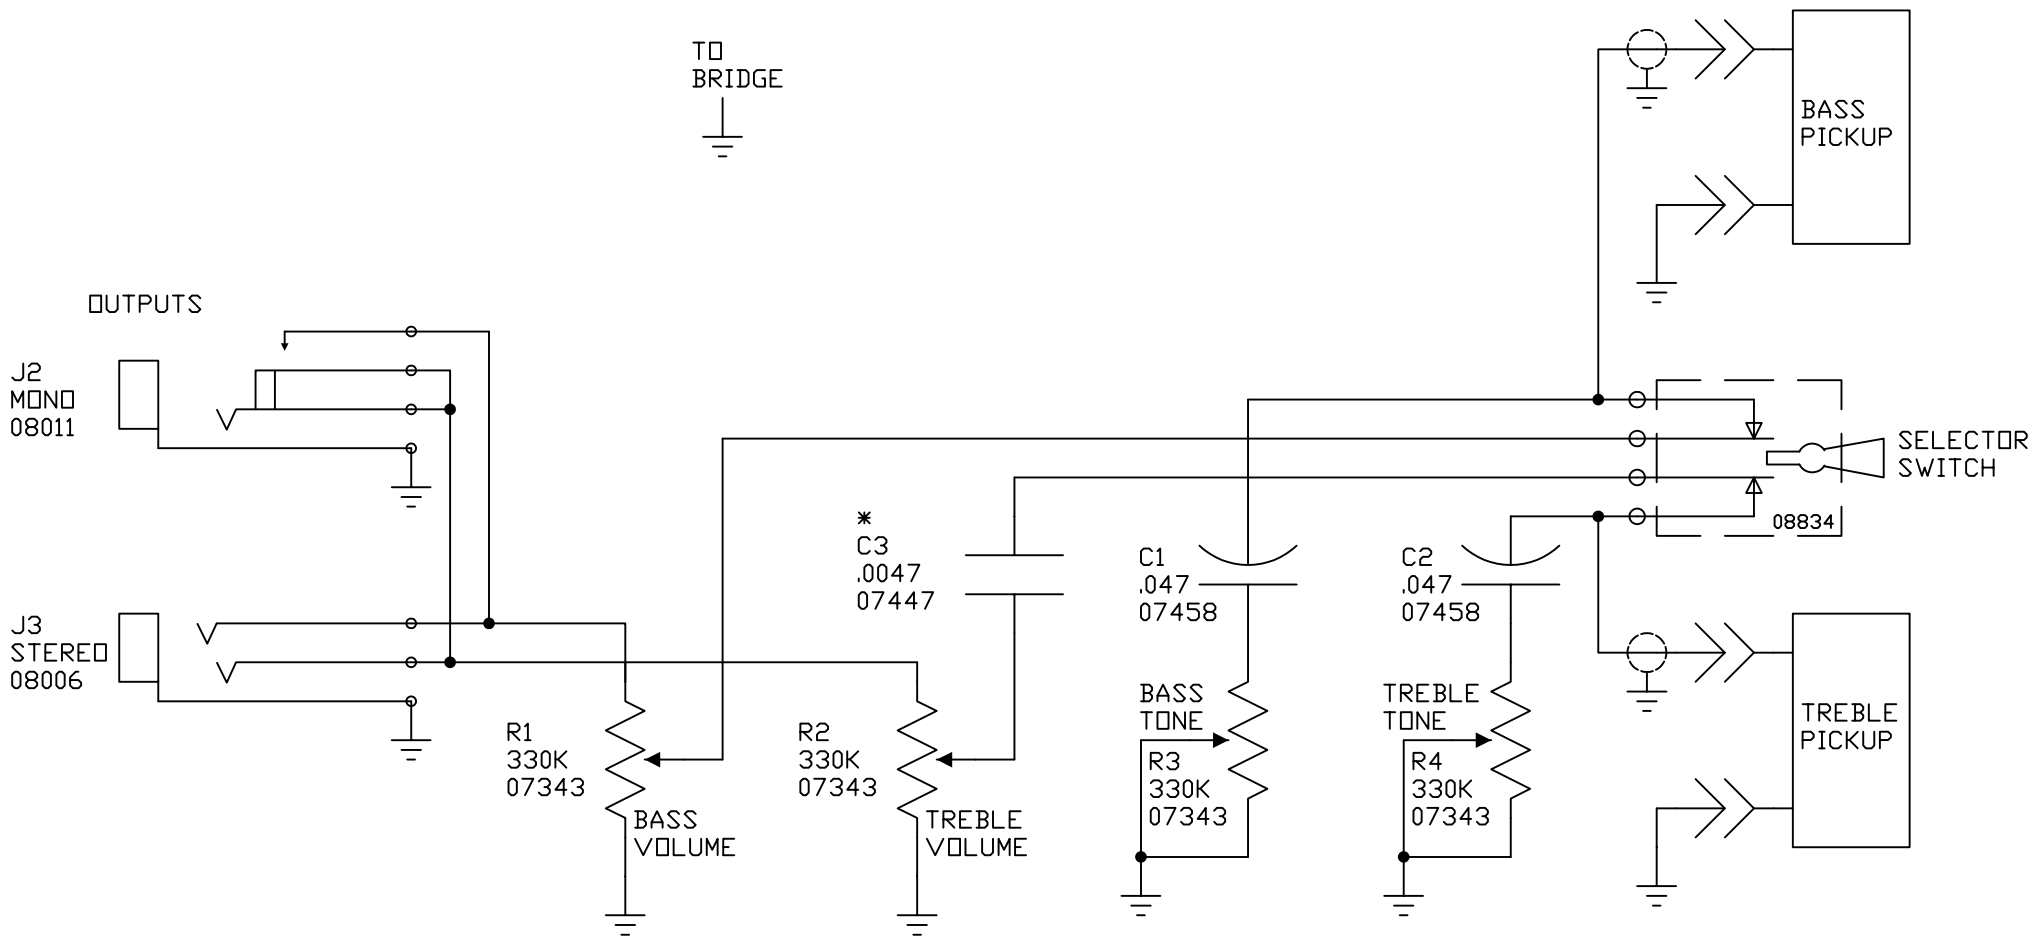 TO
BRIDGE
BASS
PICKUP
OUTPUTS
J2
MONO
08011
SELECTOR
SWITCH
08834
*
C3
.0047
07447
C1
.047
07458
C2
.047
07458
J3
STEREO
08006
R1
330K
07343
BASS
VOLUME
R2
330K
07343
TREBLE
VOLUME
BASS
TONE
R3
330K
07343
TREBLE
TONE
R4
330K
07343
TREBLE
PICKUP